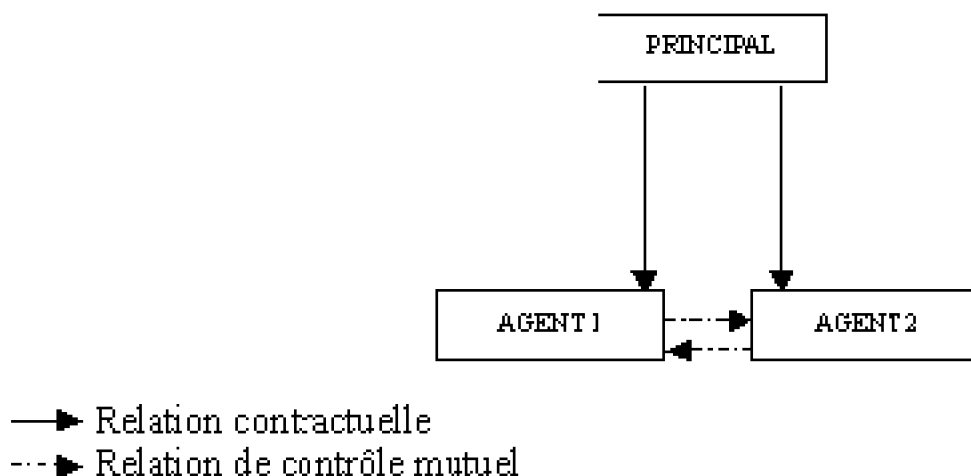 PRINCIPAL
AGENT 1
AGENT 2
Relation contractuelle
Relation de contrôle mutuel